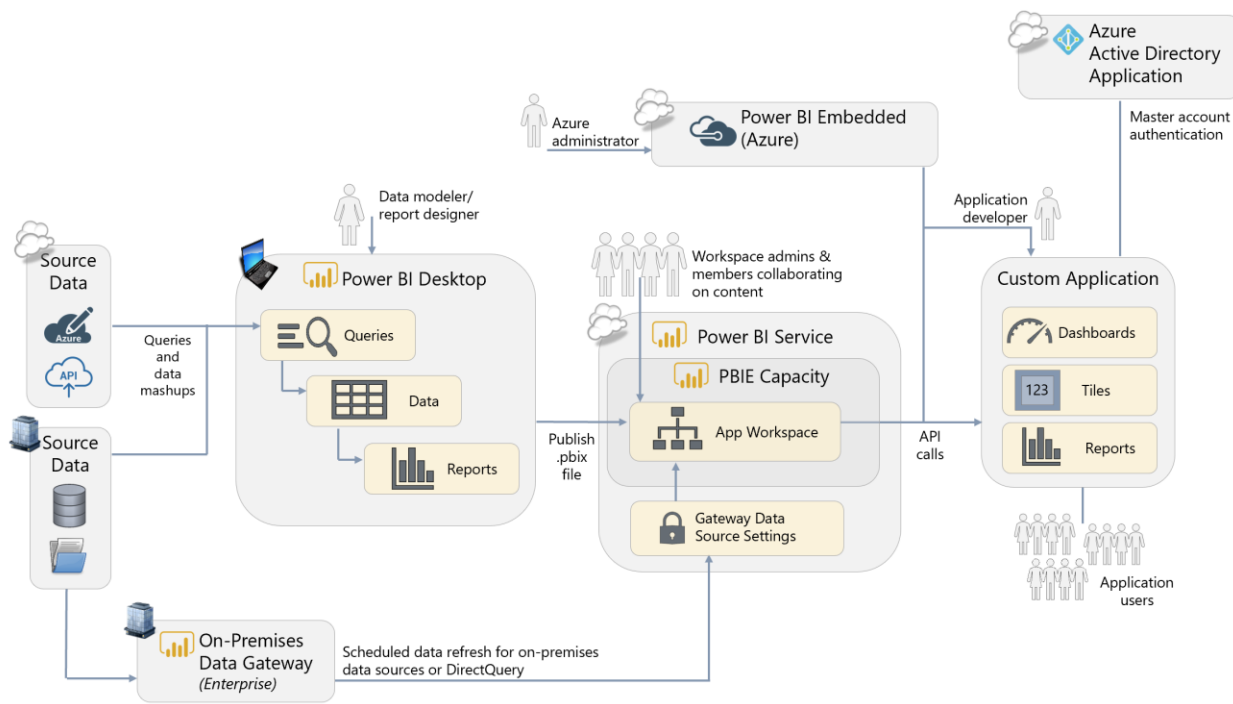 Azure
Active Directory
Application
Master account
authentication
Azure
administrator
Power BI Embedded
(Azure)
Data modeler/
report designer
Application
developer
Source
Data
Azure
API
Queries
and
data
mashups
Source
Data
Power BI Desktop
Queries
Data
Reports
Publish
.pbix
file
Workspace admins &
members collaborating
on content
Power BI Service
PBIE Capacity
App Workspace
Gateway Data
Source Settings
API
calls
Custom Application
Dashboards
123
Tiles
Reports
Application
users
On-Premises
Data Gateway
(Enterprise)
Scheduled data refresh for on-premises
data sources or DirectQuery